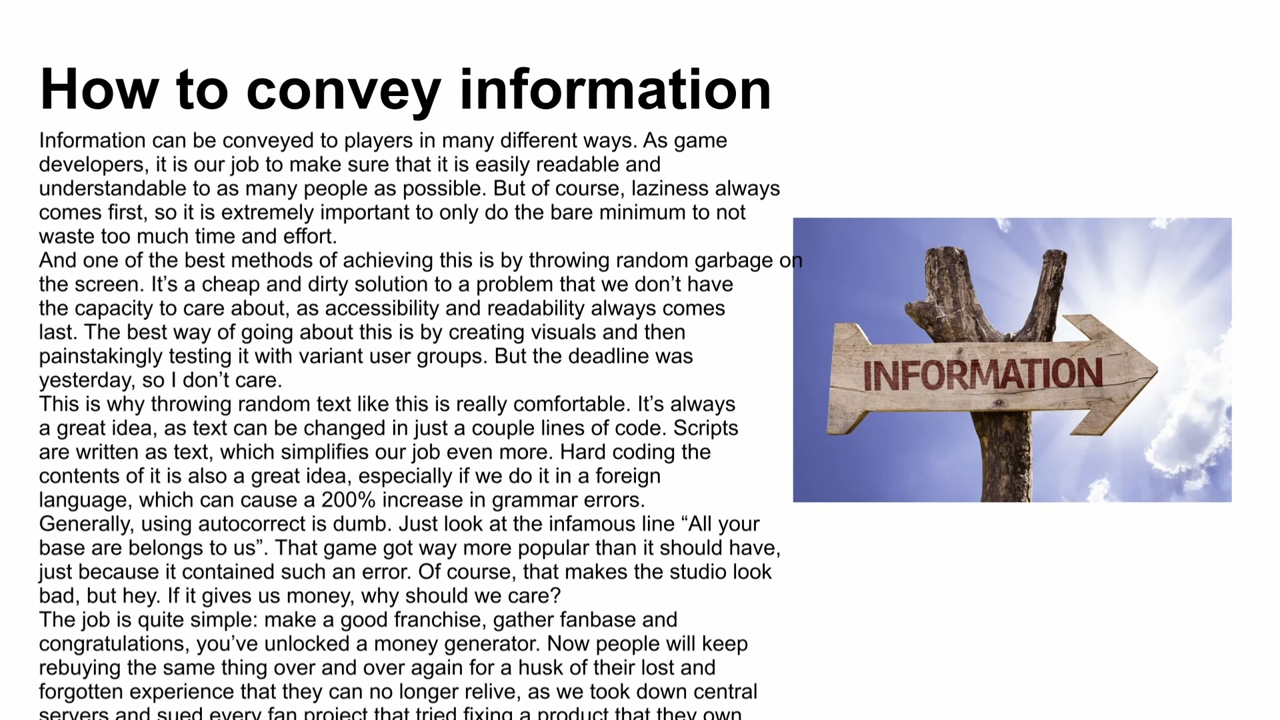 How to convey information
Information can be conveyed to players in many different ways. As game
developers, it is our job to make sure that it is easily readable and
understandable to as many people as possible. But of course, laziness always
comes first, so it is extremely important to only do the bare minimum to not
waste too much time and effort.
And one of the best methods of achieving this is by throwing random garbage on
the screen. It’s a cheap and dirty solution to a problem that we don’t have
the capacity to care about, as accessibility and readability always comes
last. The best way of going about this is by creating visuals and then
painstakingly testing it with variant user groups. But the deadline was
yesterday, so I don’t care.
This is why throwing random text like this is really comfortable. It’s always
a great idea, as text can be changed in just a couple lines of code. Scripts
are written as text, which simplifies our job even more. Hard coding the
contents of it is also a great idea, especially if we do it in a foreign
language, which can cause a 200% increase in grammar errors.
Generally, using autocorrect is dumb. Just look at the infamous line “All your
base are belongs to us”. That game got way more popular than it should have,
just because it contained such an error. Of course, that makes the studio look
bad, but hey. If it gives us money, why should we care?
The job is quite simple: make a good franchise, gather fanbase and
congratulations, you’ve unlocked a money generator. Now people will keep
rebuying the same thing over and over again for a husk of their lost and
forgotten experience that they can no longer relive, as we took down central
servers and sued every fan project that tried fixing a product that they own
INFORMATION